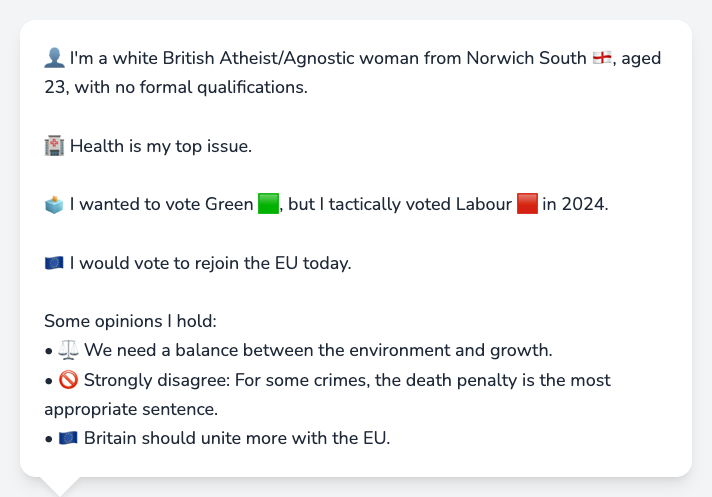 👤 I'm a white British Atheist/Agnostic woman from Norwich South 🏴󠁧󠁢󠁥󠁮󠁧󠁿, aged
23, with no formal qualifications.
🏥 Health is my top issue.
🗳️ I wanted to vote Green 🟩, but I tactically voted Labour 🟥 in 2024.
🇪🇺 I would vote to rejoin the EU today.
Some opinions I hold:
• ⚖️ We need a balance between the environment and growth.
• 🚫 Strongly disagree: For some crimes, the death penalty is the most
appropriate sentence.
• 🇪🇺 Britain should unite more with the EU.